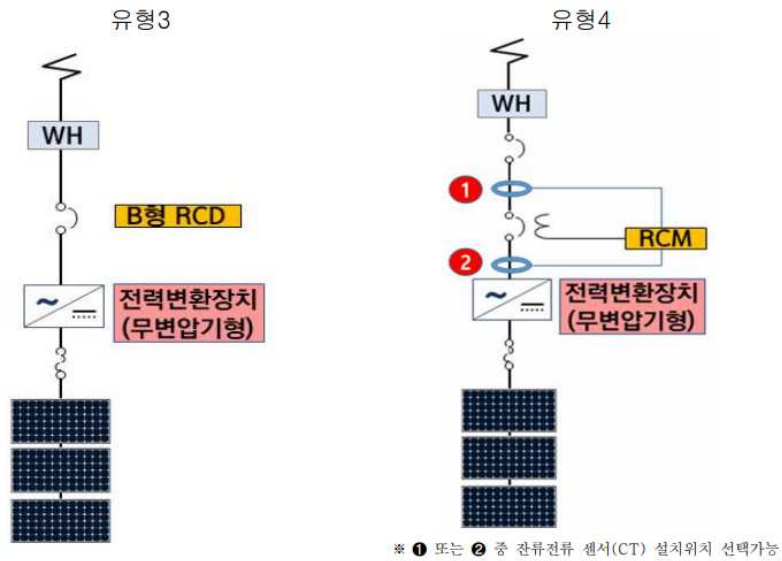 유형3
WH
B형 RCD
전력변환장치
(무변압기형)
유형4
WH
1
RCM
2
전력변환장치
(무변압기형)
※ ❶ 또는 ❷ 중 잔류전류 센서(CT) 설치위치 선택가능